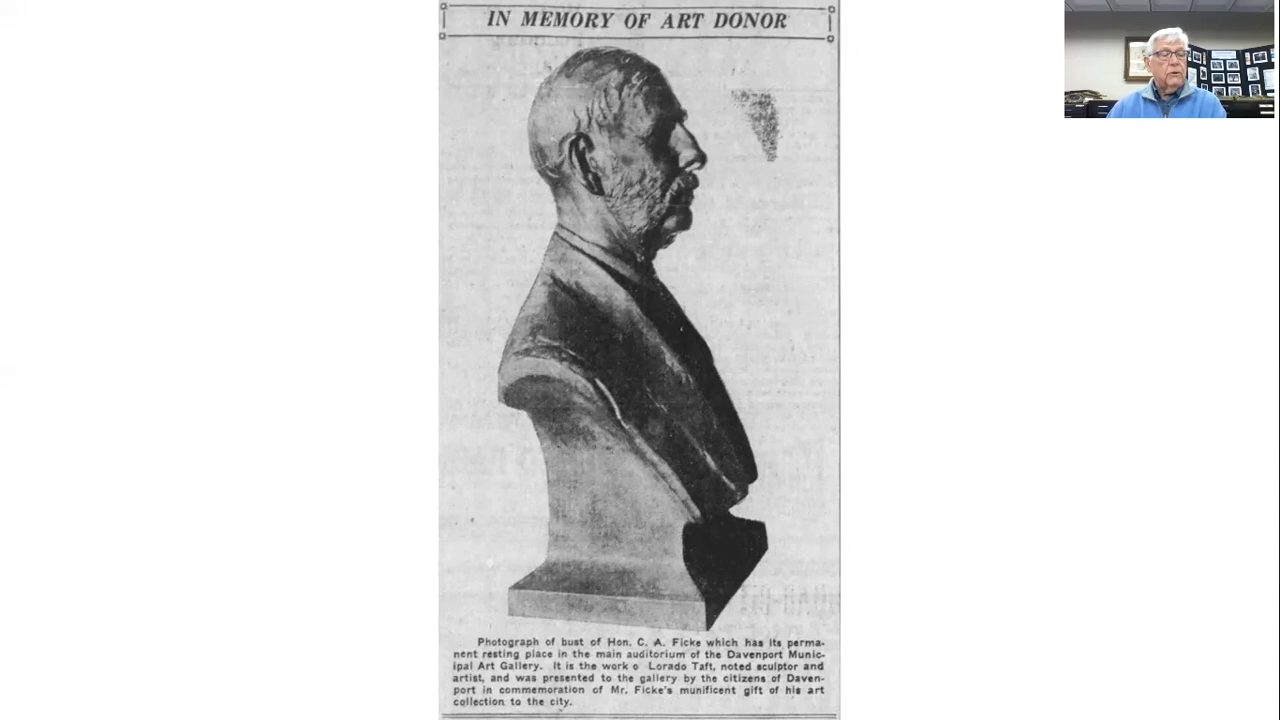 IN MEMORY OF ART DONOR
Photograph of bust of Hon. C. A. Ficke which has its perma-
nent resting place in the main auditorium of the Davenport Munic-
ipal Art Gallery. It is the work o Lorado Taft, noted sculptor and
artist, and was presented to the gallery by the citizens of Daven-
port in commemoration of Mr. Ficke's munificent gift of his art
collection to the city.